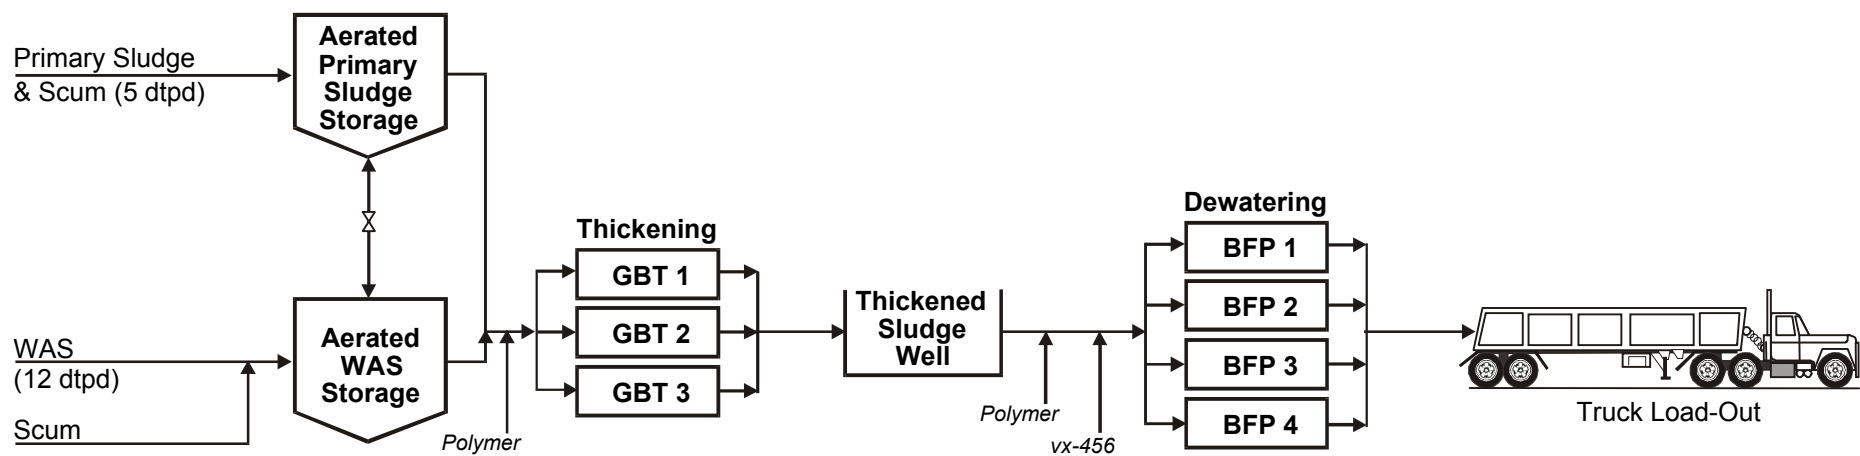 Primary Sludge
& Scum (5 dtpd)
Aerated
Primary
Sludge
Storage
WAS
(12 dtpd)
Scum
Aerated
WAS
Storage
Polymer
Thickening
GBT 1
GBT 2
GBT 3
Thickened
Sludge
Well
Polymer
vx-456
Dewatering
BFP 1
BFP 2
BFP 3
BFP 4
Truck Load-Out